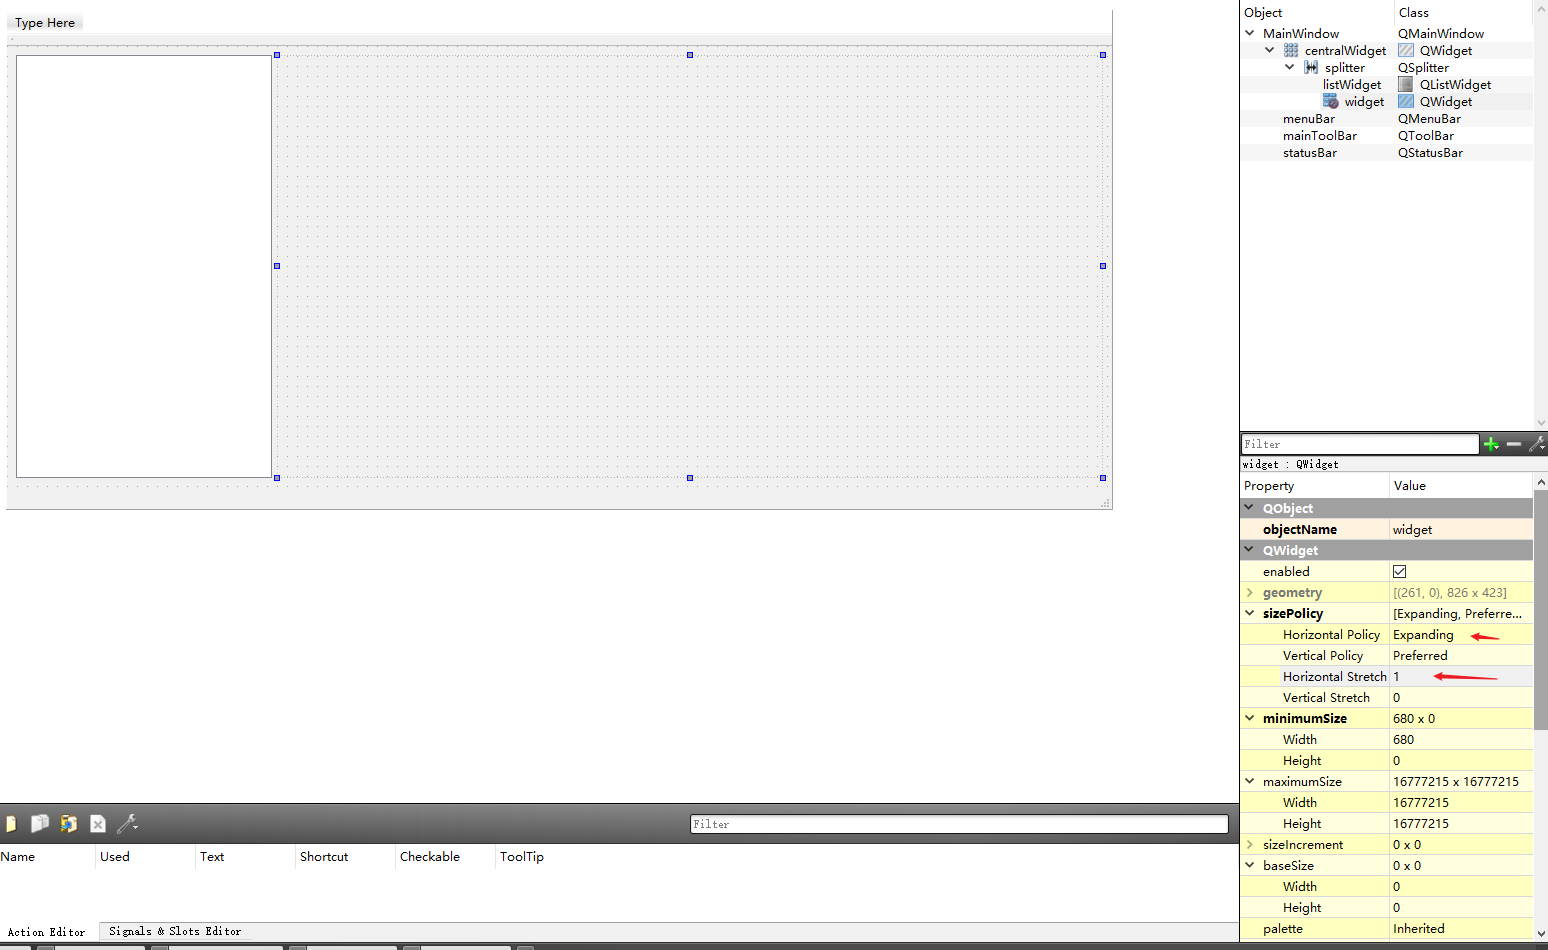 Type Here
Object Class
MainWindow QMainWindow
centralWidget QWidget
splitter QSplitter
listWidget QListWidget
widget QWidget
menuBar QMenuBar
mainToolBar QToolBar
statusBar QStatusBar
Filter
widget : QWidget
Property Value
QObject
objectName widget
QWidget
enabled
geometry [(261, 0), 826 x 423]
sizePolicy [Expanding, Preferre...
Horizontal Policy Expanding
Vertical Policy Preferred
Horizontal Stretch 1
Vertical Stretch 0
minimumSize 680 x 0
Width 680
Height 0
maximumSize 16777215 x 16777215
Width 16777215
Height 16777215
sizeIncrement 0 x 0
baseSize 0 x 0
Width 0
Height 0
palette Inherited
Filter
Name Used Text Shortcut Checkable ToolTip
Action Editor Signals & Slots Editor